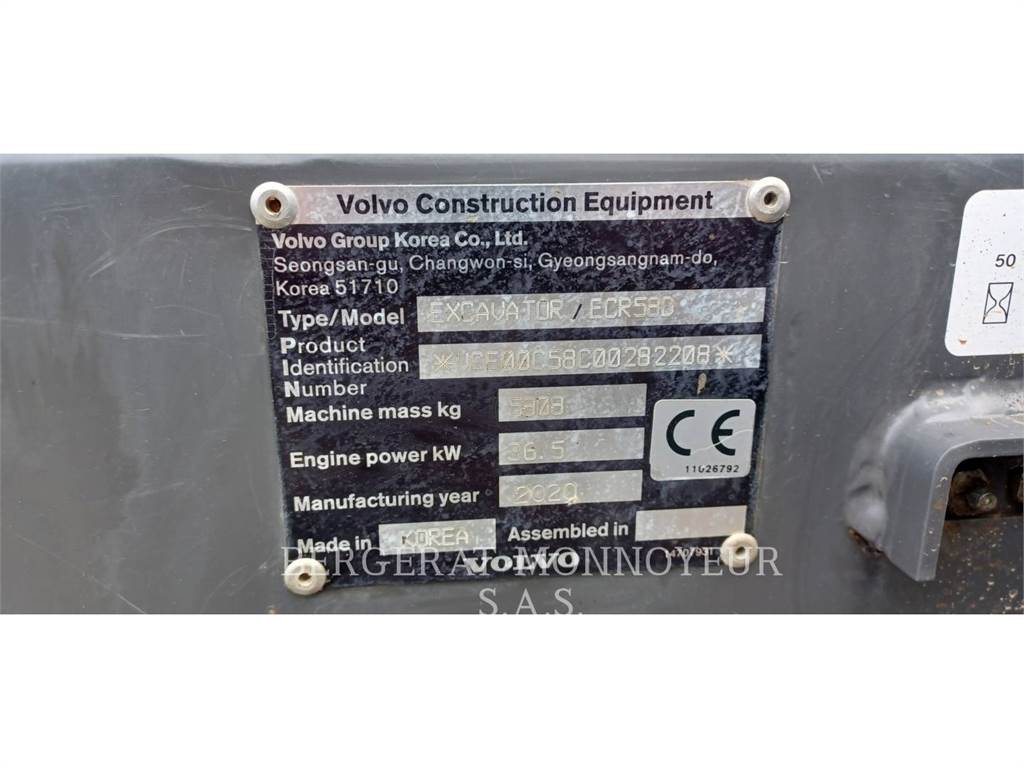 Volvo Construction Equipment
Volvo Group Korea Co., Ltd.
Seongsan-gu, Changwon-si, Gyeongsangnam-do,
Korea 51710
Type/Model EXCAVATOR / ECR58D
Product
Identification
Number
Machine mass kg
Engine power kW
CE
11026792
Manufacturing year 2020
Made in KOREA Assembled in
VOLVO
BERGERAT MONNOYEUR
S.A.S.
50